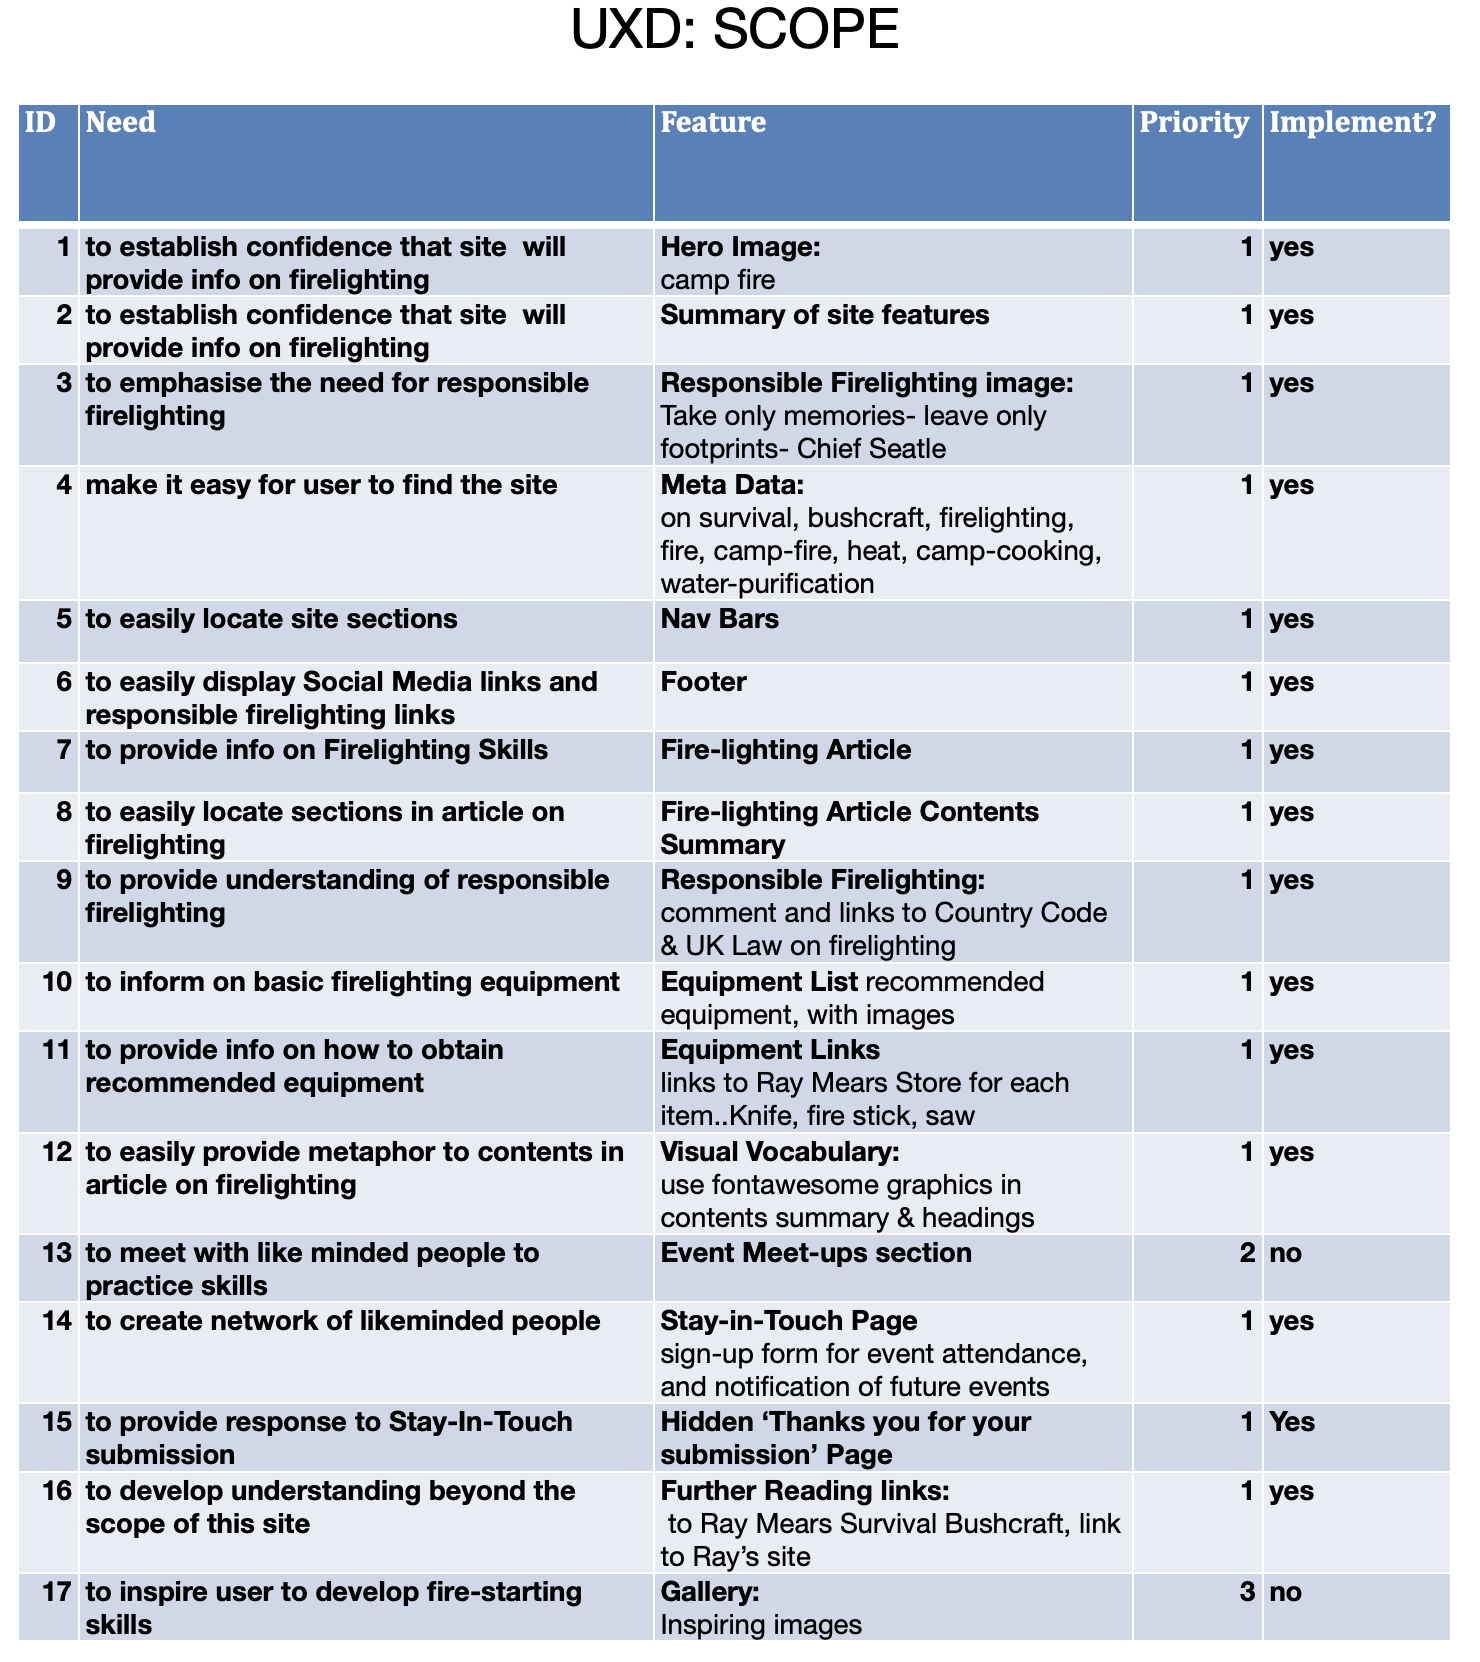 UXD: SCOPE
ID Need Feature Priority Implement?
1 to establish confidence that site  will Hero Image: 1 yes
provide info on firelighting camp fire
2 to establish confidence that site  will Summary of site features 1 yes
provide info on firelighting
3 to emphasise the need for responsible Responsible Firelighting image: 1 yes
firelighting Take only memories- leave only
footprints- Chief Seatle
4 make it easy for user to find the site Meta Data: 1 yes
on survival, bushcraft, firelighting,
fire, camp-fire, heat, camp-cooking,
water-purification
5 to easily locate site sections Nav Bars 1 yes
6 to easily display Social Media links and Footer 1 yes
responsible firelighting links
7 to provide info on Firelighting Skills Fire-lighting Article 1 yes
8 to easily locate sections in article on Fire-lighting Article Contents 1 yes
firelighting Summary
9 to provide understanding of responsible Responsible Firelighting: 1 yes
firelighting comment and links to Country Code
& UK Law on firelighting
10 to inform on basic firelighting equipment Equipment List recommended 1 yes
equipment, with images
11 to provide info on how to obtain Equipment Links 1 yes
recommended equipment links to Ray Mears Store for each
item..Knife, fire stick, saw
12 to easily provide metaphor to contents in Visual Vocabulary: 1 yes
article on firelighting use fontawesome graphics in
contents summary & headings
13 to meet with like minded people to Event Meet-ups section 2 no
practice skills
14 to create network of likeminded people Stay-in-Touch Page 1 yes
sign-up form for event attendance,
and notification of future events
15 to provide response to Stay-In-Touch Hidden ‘Thanks you for your 1 Yes
submission submission’ Page
16 to develop understanding beyond the Further Reading links: 1 yes
scope of this site to Ray Mears Survival Bushcraft, link
to Ray’s site
17 to inspire user to develop fire-starting Gallery: 3 no
skills Inspiring images